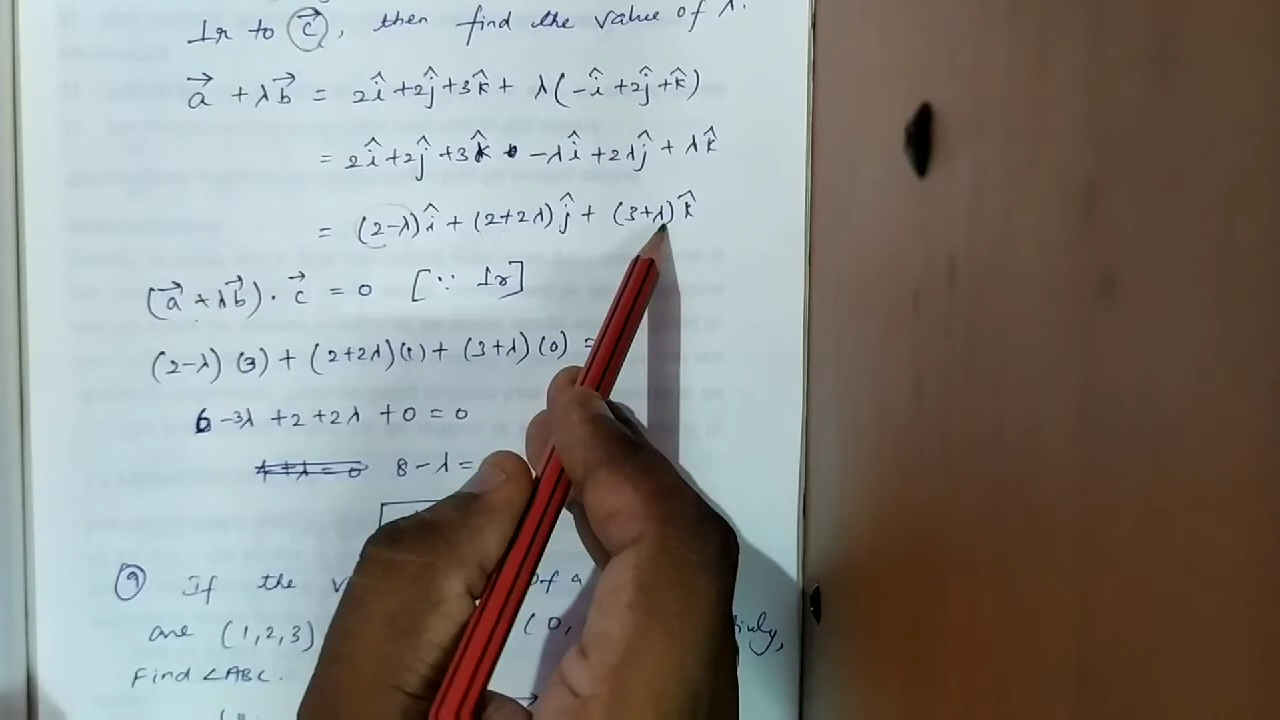 ⊥r to c⃗, then find the value of λ.
a⃗ + λb⃗ = 2î + 2ĵ + 3k̂ + λ(-î + 2ĵ + k̂)
= 2î + 2ĵ + 3k̂ - λî + 2λĵ + λk̂
= (2-λ)î + (2+2λ)ĵ + (3+λ)k̂
(a⃗ + λb⃗) · c⃗ = 0 [∵ ⊥r]
(2-λ)(3) + (2+2λ)(1) + (3+λ)(0) =
6 - 3λ + 2 + 2λ + 0 = 0
8 - λ =
(9) If the of a
are (1,2,3) (0,
Find ∠ABC.